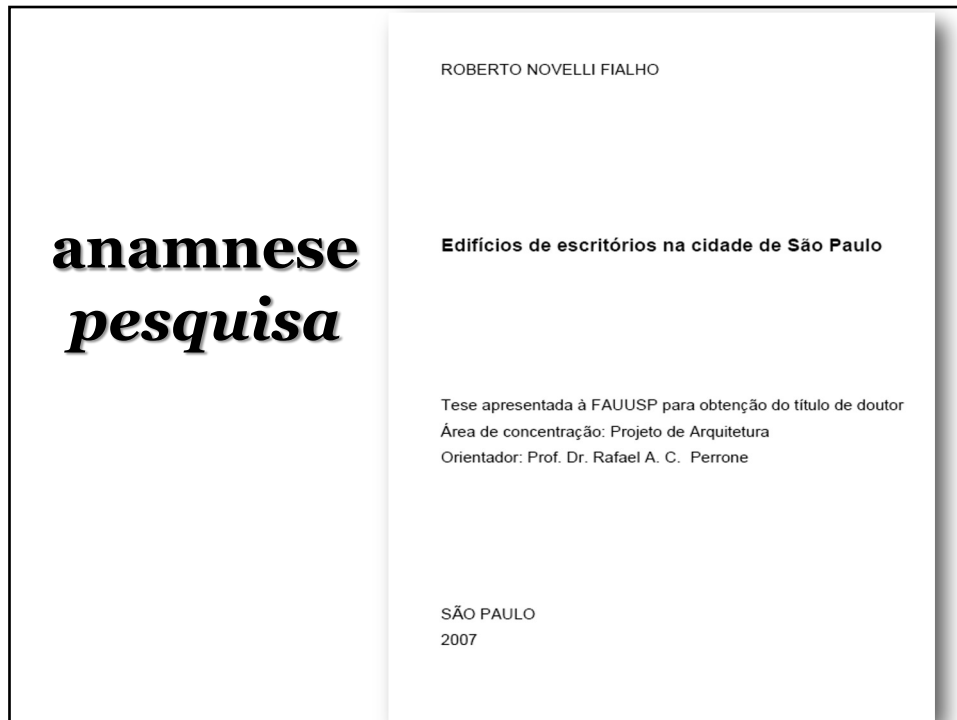 anamnese
pesquisa
ROBERTO NOVELLI FIALHO
Edifícios de escritórios na cidade de São Paulo
Tese apresentada à FAUUSP para obtenção do título de doutor
Área de concentração: Projeto de Arquitetura
Orientador: Prof. Dr. Rafael A. C. Perrone
SÃO PAULO
2007